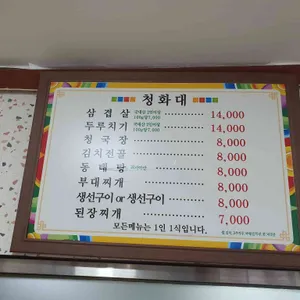 청화대
삼겹살 14,000
두루치기 14,000
청국장 8,000
김치전골 8,000
동태탕 8,000
부대찌개 8,000
생선구이 or 생선구이 8,000
된장찌개 7,000
모든메뉴는 1인 1식입니다.